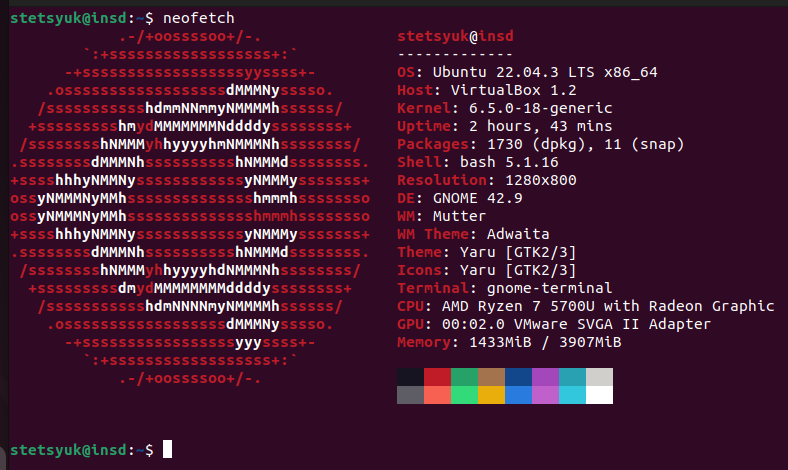 stetsyuk@insd:~$ neofetch
.-/+oossssoo+/-.
`:+ssssssssssssssssss+:`
-+ssssssssssssssssssyyssss+-
.ossssssssssssssssssdMMMNysssso.
/ssssssssssshdmmNNmmyNMMMMhssssss/
+ssssssssshmydMMMMMMMNddddyssssssss+
/sssssssshNMMMyhhyyyyhmNMMMNhssssssss/
.ssssssssdMMMNhsssssssssshNMMMdssssssss.
+sssshhhyNMMNyssssssssssssyNMMMysssssss+
ossyNMMMNyMMhsssssssssssssshmmmhssssssso
ossyNMMMNyMMhsssssssssssssshmmmhssssssso
+sssshhhyNMMNyssssssssssssyNMMMysssssss+
.ssssssssdMMMNhsssssssssshNMMMdssssssss.
/sssssssshNMMMyhhyyyyhdNMMMNhssssssss/
+sssssssssdmydMMMMMMMMddddyssssssss+
/ssssssssssshdmNNNNmyNMMMMhssssss/
.ossssssssssssssssssdMMMNysssso.
-+sssssssssssssssssyyyssss+-
`:+ssssssssssssssssss+:`
.-/+oossssoo+/-.
stetsyuk@insd
-------------
OS: Ubuntu 22.04.3 LTS x86_64
Host: VirtualBox 1.2
Kernel: 6.5.0-18-generic
Uptime: 2 hours, 43 mins
Packages: 1730 (dpkg), 11 (snap)
Shell: bash 5.1.16
Resolution: 1280x800
DE: GNOME 42.9
WM: Mutter
WM Theme: Adwaita
Theme: Yaru [GTK2/3]
Icons: Yaru [GTK2/3]
Terminal: gnome-terminal
CPU: AMD Ryzen 7 5700U with Radeon Graphic
GPU: 00:02.0 VMware SVGA II Adapter
Memory: 1433MiB / 3907MiB
stetsyuk@insd:~$